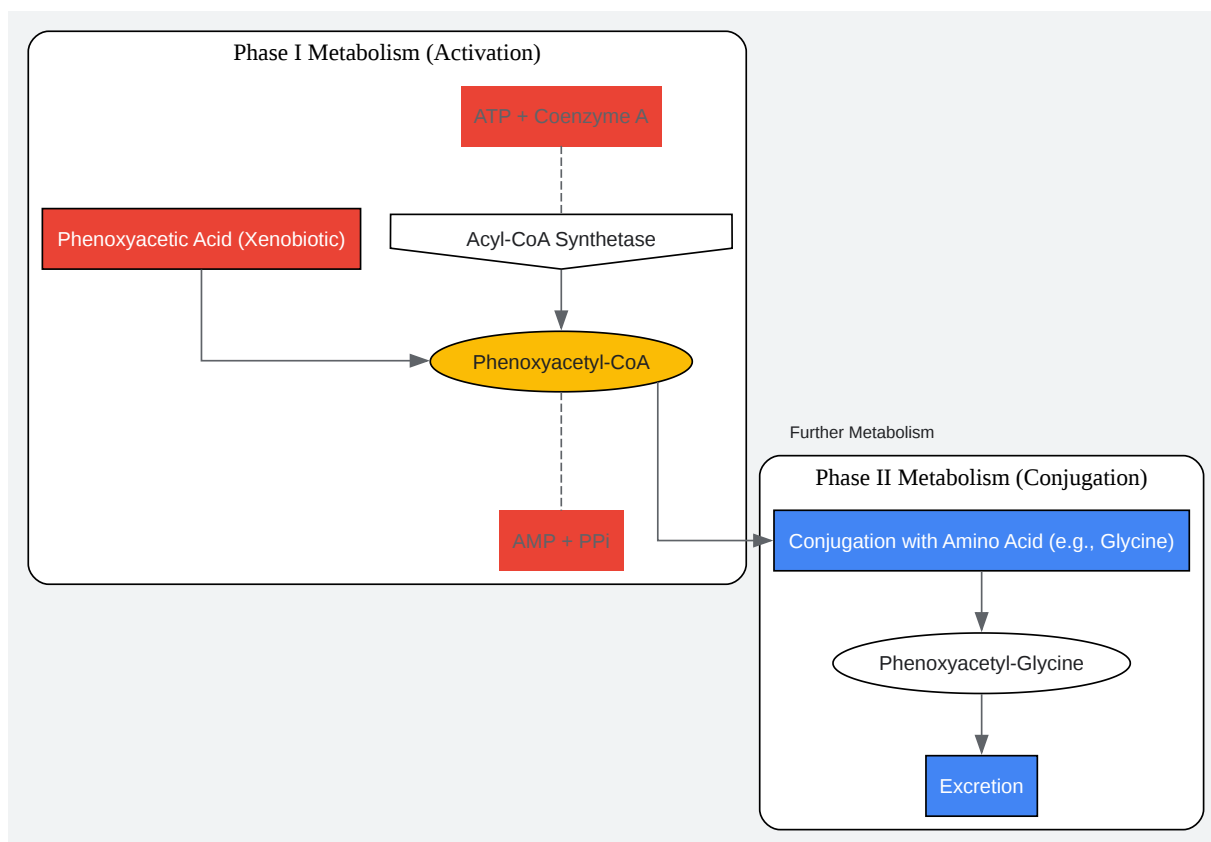 Phase I Metabolism (Activation)
ATP + Coenzyme A
Phenoxyacetic Acid (Xenobiotic)
Acyl-CoA Synthetase
Phenoxyacetyl-CoA
AMP + PPi
Further Metabolism
Phase II Metabolism (Conjugation)
Conjugation with Amino Acid (e.g., Glycine)
Phenoxyacetyl-Glycine
Excretion